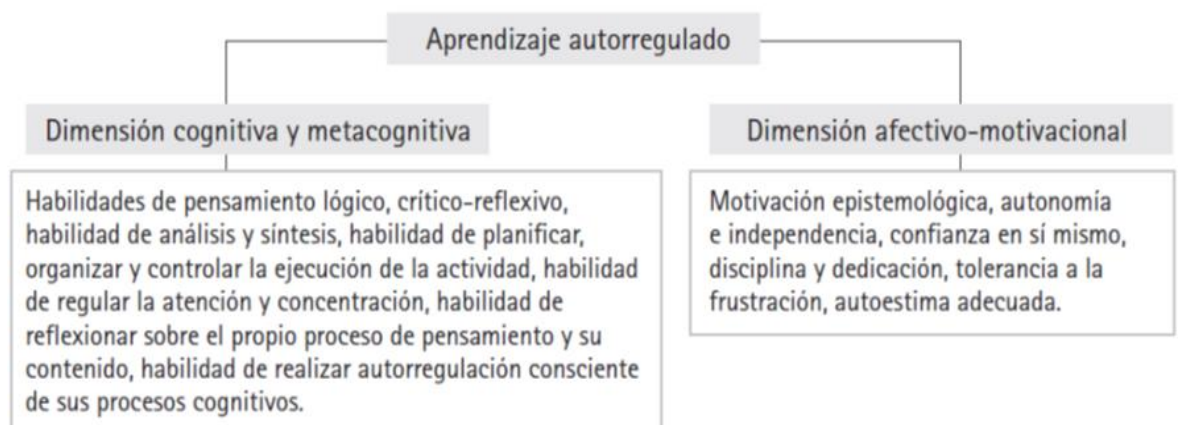 Aprendizaje autorregulado
Dimensión cognitiva y metacognitiva
Habilidades de pensamiento lógico, crítico-reflexivo,
habilidad de análisis y síntesis, habilidad de planificar,
organizar y controlar la ejecución de la actividad, habilidad
de regular la atención y concentración, habilidad de
reflexionar sobre el propio proceso de pensamiento y su
contenido, habilidad de realizar autorregulación consciente
de sus procesos cognitivos.
Dimensión afectivo-motivacional
Motivación epistemológica, autonomía
e independencia, confianza en sí mismo,
disciplina y dedicación, tolerancia a la
frustración, autoestima adecuada.